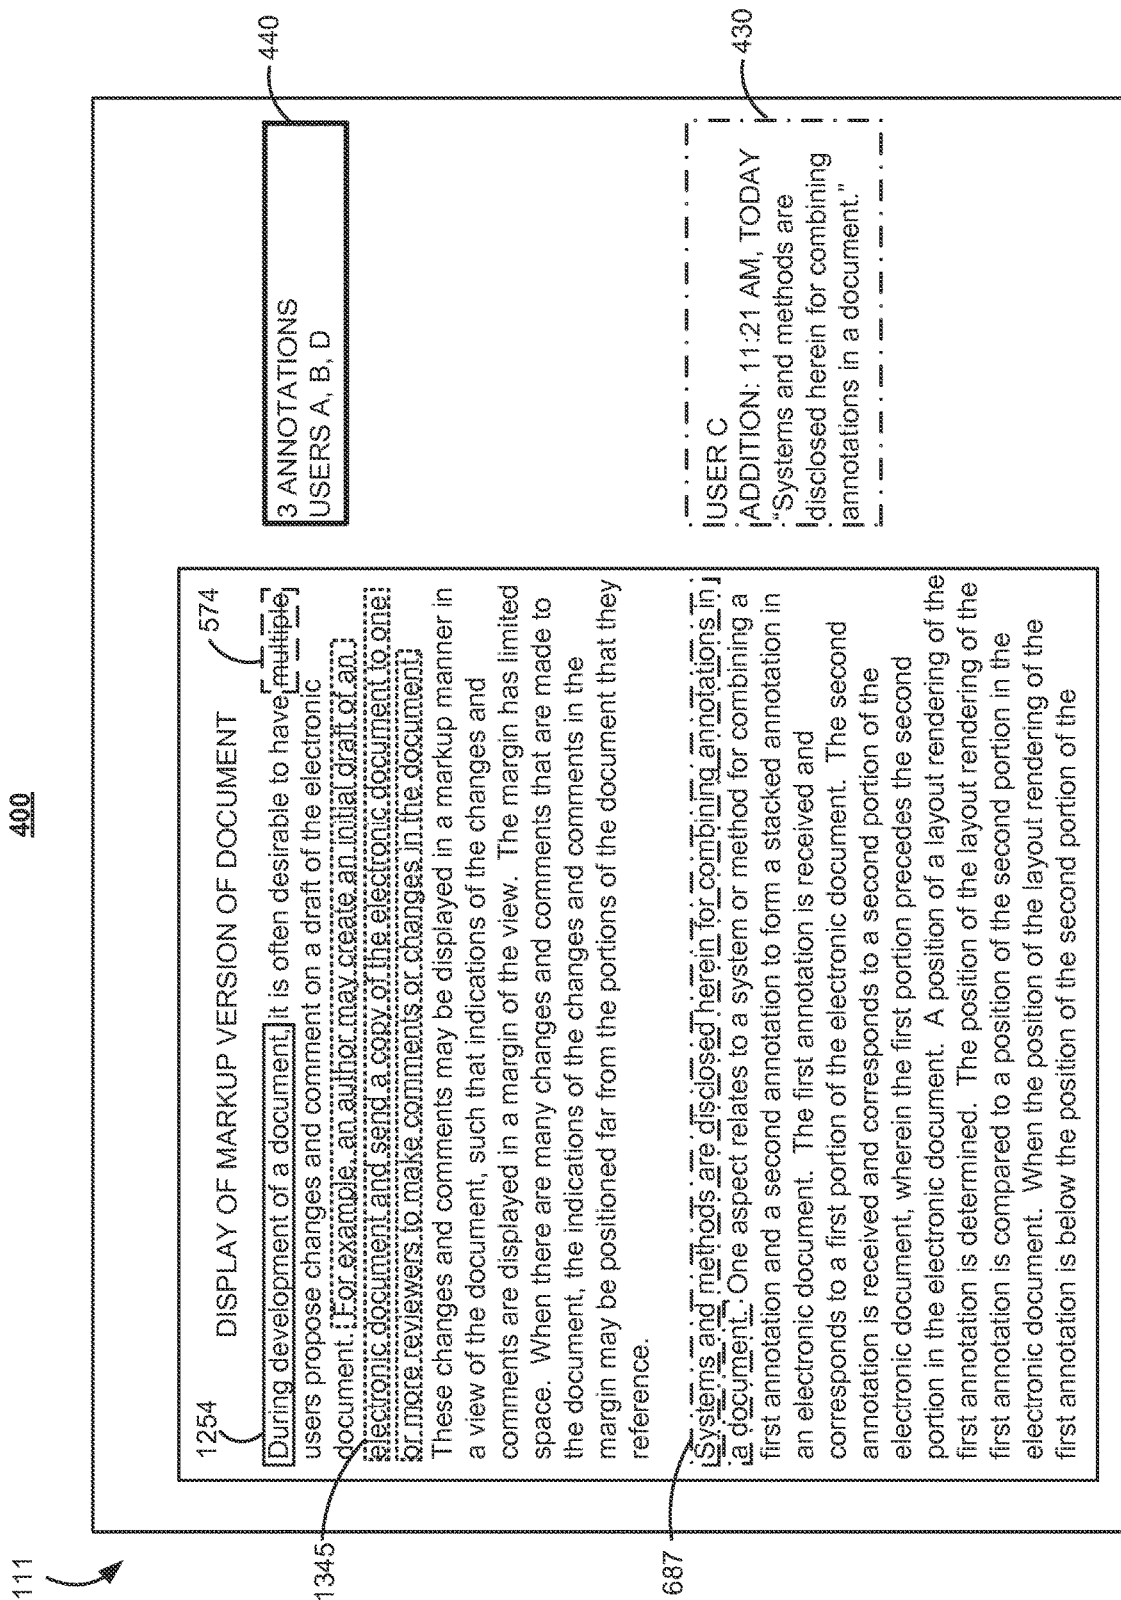 400
111
DISPLAY OF MARKUP VERSION OF DOCUMENT
1254
574
During development of a document, it is often desirable to have multiple
users propose changes and comment on a draft of the electronic
document. For example, an author may create an initial draft of an
electronic document and send a copy of the electronic document to one
or more reviewers to make comments or changes in the document.
These changes and comments may be displayed in a markup manner in
a view of the document, such that indications of the changes and
comments are displayed in a margin of the view. The margin has limited
space. When there are many changes and comments that are made to
the document, the indications of the changes and comments in the
margin may be positioned far from the portions of the document that they
reference.
1345
Systems and methods are disclosed herein for combining annotations in
a document. One aspect relates to a system or method for combining a
first annotation and a second annotation to form a stacked annotation in
an electronic document. The first annotation is received and
corresponds to a first portion of the electronic document. The second
annotation is received and corresponds to a second portion of the
electronic document, wherein the first portion precedes the second
portion in the electronic document. A position of a layout rendering of the
first annotation is determined. The position of the layout rendering of the
first annotation is compared to a position of the second portion in the
electronic document. When the position of the layout rendering of the
first annotation is below the position of the second portion of the
687
3 ANNOTATIONS
USERS A, B, D
440
USER C
ADDITION: 11:21 AM, TODAY
"Systems and methods are
disclosed herein for combining
annotations in a document."
430